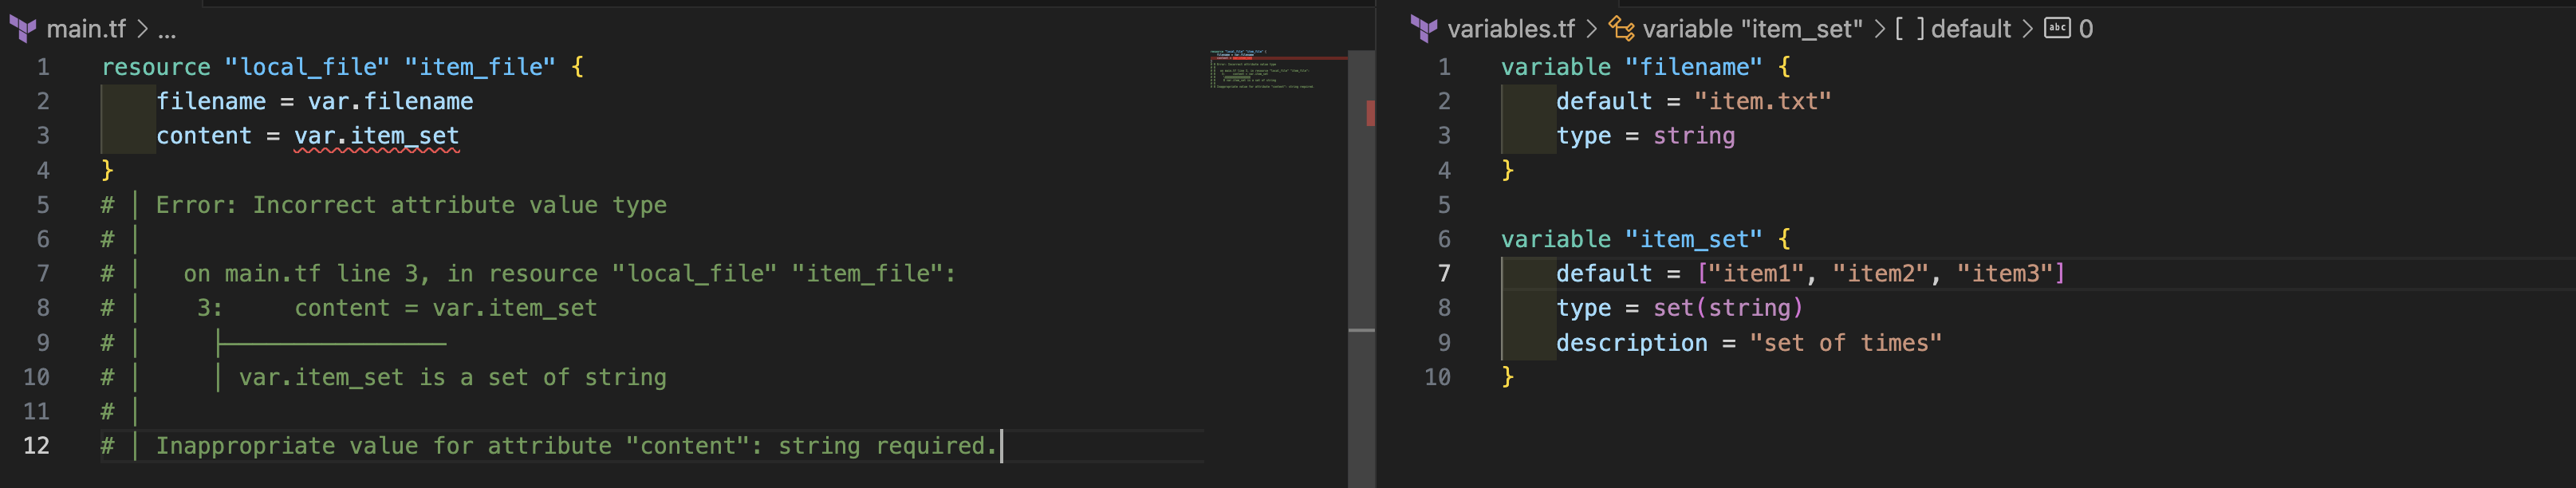 main.tf > ...
1 resource "local_file" "item_file" {
2     filename = var.filename
3     content = var.item_set
4 }
5 # │ Error: Incorrect attribute value type
6 # │
7 # │   on main.tf line 3, in resource "local_file" "item_file":
8 # │    3:     content = var.item_set
9 # │     ├────────────────
10 # │     │ var.item_set is a set of string
11 # │
12 # │ Inappropriate value for attribute "content": string required.
variables.tf > variable "item_set" > [ ] default > abc 0
1 variable "filename" {
2     default = "item.txt"
3     type = string
4 }
5
6 variable "item_set" {
7     default = ["item1", "item2", "item3"]
8     type = set(string)
9     description = "set of times"
10 }